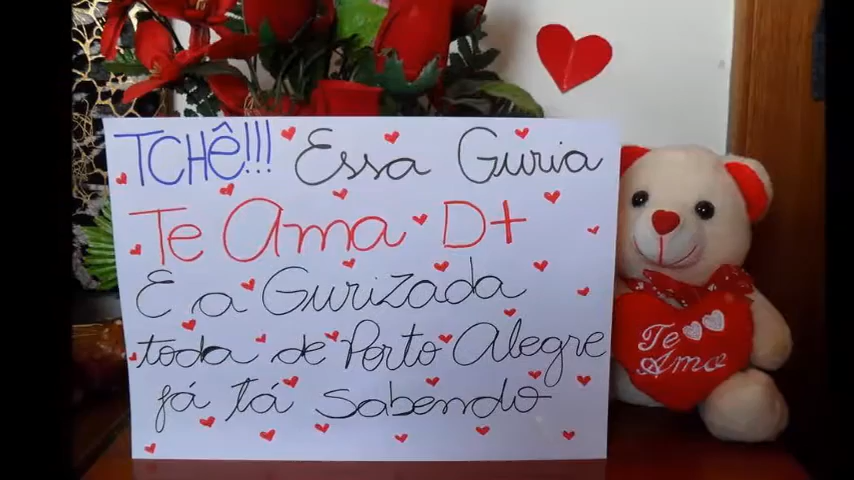 TCHÊ!!! Essa Guria
Te Ama D+
E a Gurizada
toda de Porto Alegre
já tá sabendo
Te
Amo